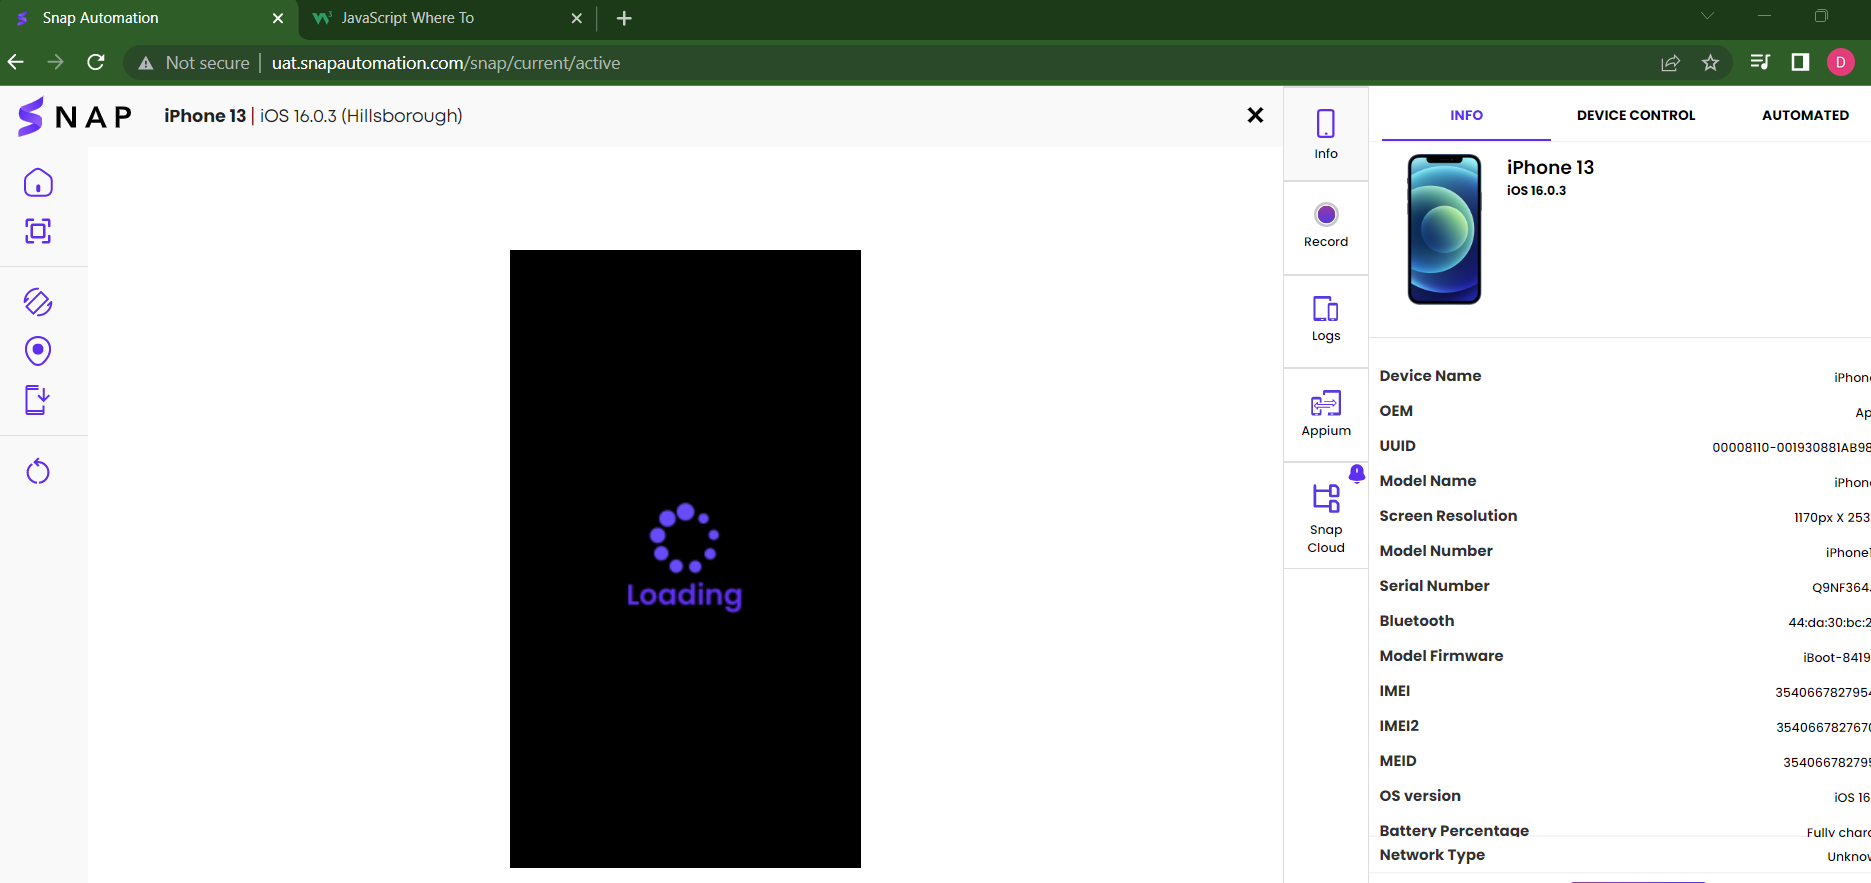 Snap Automation
JavaScript Where To
Not secure
uat.snapautomation.com/snap/current/active
D
SNAP
iPhone 13 | iOS 16.0.3 (Hillsborough)
Info
Record
Logs
Appium
Snap
Cloud
INFO
DEVICE CONTROL
AUTOMATED
iPhone 13
iOS 16.0.3
Device Name iPhon
OEM Ap
UUID 00008110-001930881AB98
Model Name iPhon
Screen Resolution 1170px X 253
Model Number iPhone1
Serial Number Q9NF364
Bluetooth 44:da:30:bc:2
Model Firmware iBoot-8419
IMEI 3540667827954
IMEI2 3540667827670
MEID 354066782795
OS version iOS 16
Battery Percentage Fully char
Network Type Unknow
Loading